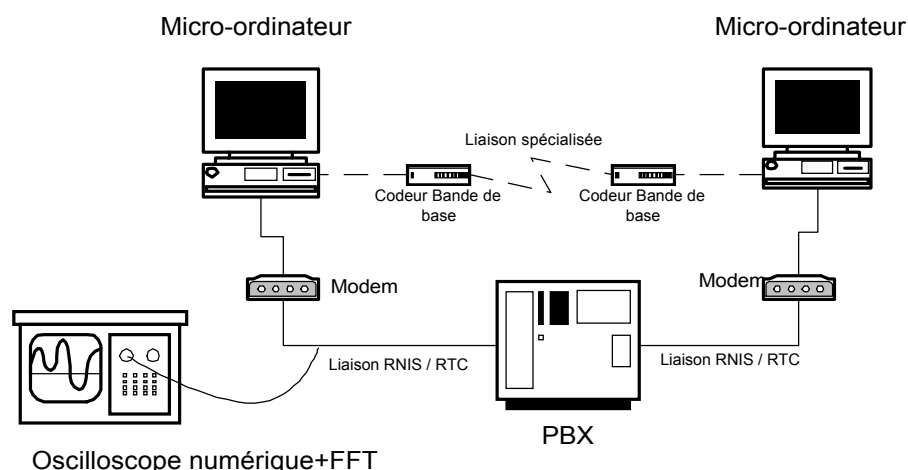 Micro-ordinateur
Micro-ordinateur
Liaison spécialisée
Codeur Bande de
base
Codeur Bande de
base
Modem
Modem
Liaison RNIS / RTC
Liaison RNIS / RTC
PBX
Oscilloscope numérique+FFT